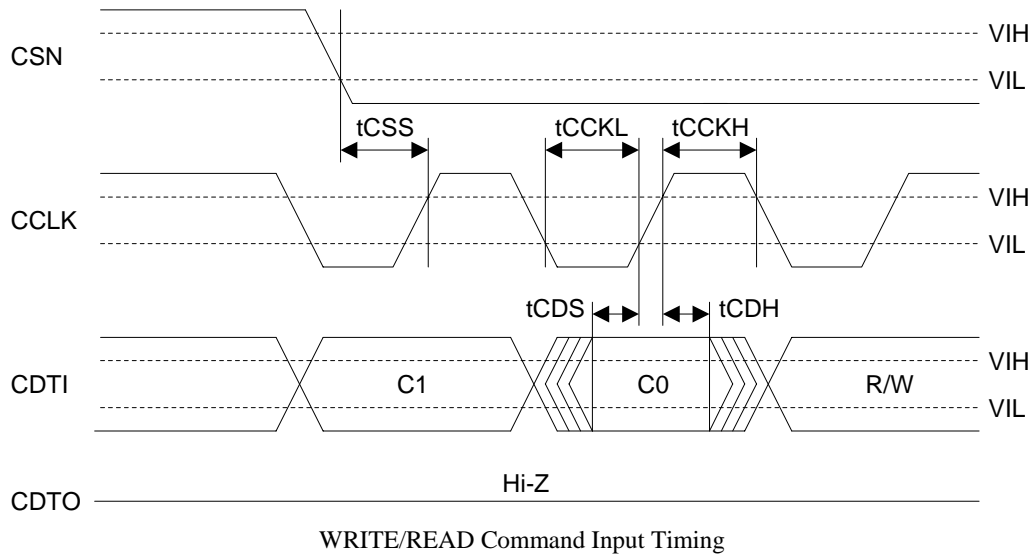 CSN
VIH
VIL
tCSS
tCCKL
tCCKH
CCLK
VIH
VIL
tCDS
tCDH
CDTI
C1
C0
R/W
VIH
VIL
CDTO
Hi-Z
WRITE/READ Command Input Timing